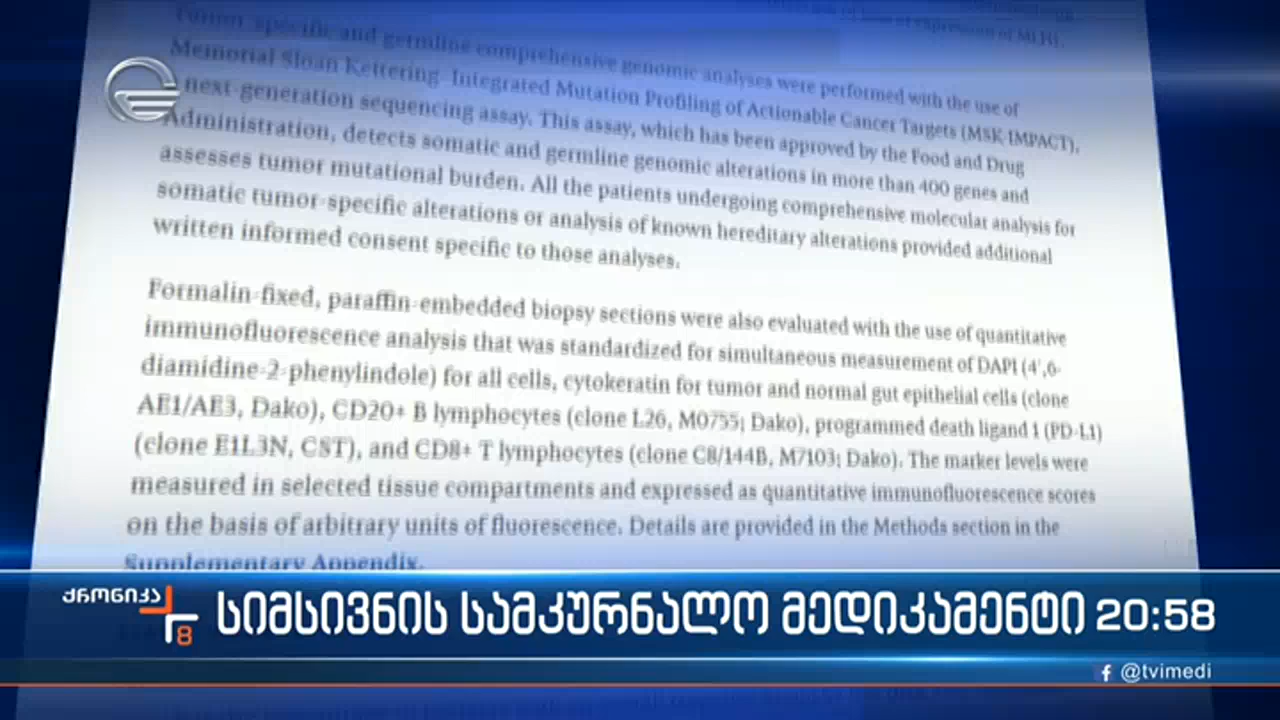 Tumor-specific and germline comprehensive genomic analyses were performed with the use of
Memorial Sloan Kettering–Integrated Mutation Profiling of Actionable Cancer Targets (MSK-IMPACT),
next-generation sequencing assay. This assay, which has been approved by the Food and Drug
Administration, detects somatic and germline genomic alterations in more than 400 genes and
assesses tumor mutational burden. All the patients undergoing comprehensive molecular analysis for
somatic tumor-specific alterations or analysis of known hereditary alterations provided additional
written informed consent specific to those analyses.
Formalin-fixed, paraffin-embedded biopsy sections were also evaluated with the use of quantitative
immunofluorescence analysis that was standardized for simultaneous measurement of DAPI (4',6-
diamidine-2-phenylindole) for all cells, cytokeratin for tumor and normal gut epithelial cells (clone
AE1/AE3, Dako), CD20+ B lymphocytes (clone L26, M0755; Dako), programmed death ligand 1 (PD-L1)
(clone E1L3N, CST), and CD8+ T lymphocytes (clone C8/144B, M7103; Dako). The marker levels were
measured in selected tissue compartments and expressed as quantitative immunofluorescence scores
on the basis of arbitrary units of fluorescence. Details are provided in the Methods section in the
Supplementary Appendix.
ქრონიკა
8
სიმსივნის სამკურნალო მედიკამენტი 20:58
f @tvimedi